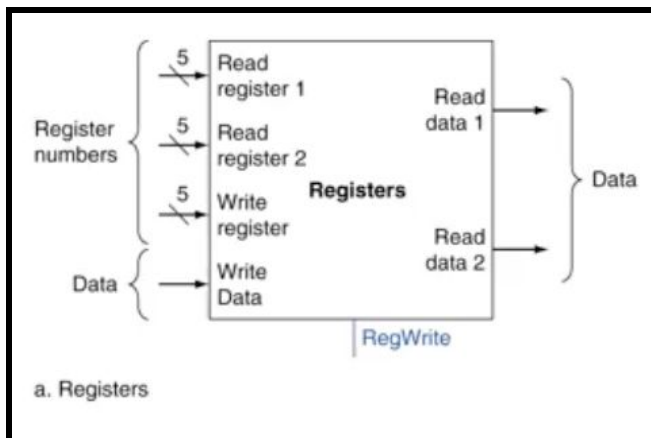 5
Read
register 1
5
Read
register 2
5
Write
register
Write
Data
Register
numbers
Data
Registers
Read
data 1
Read
data 2
Data
RegWrite
a. Registers